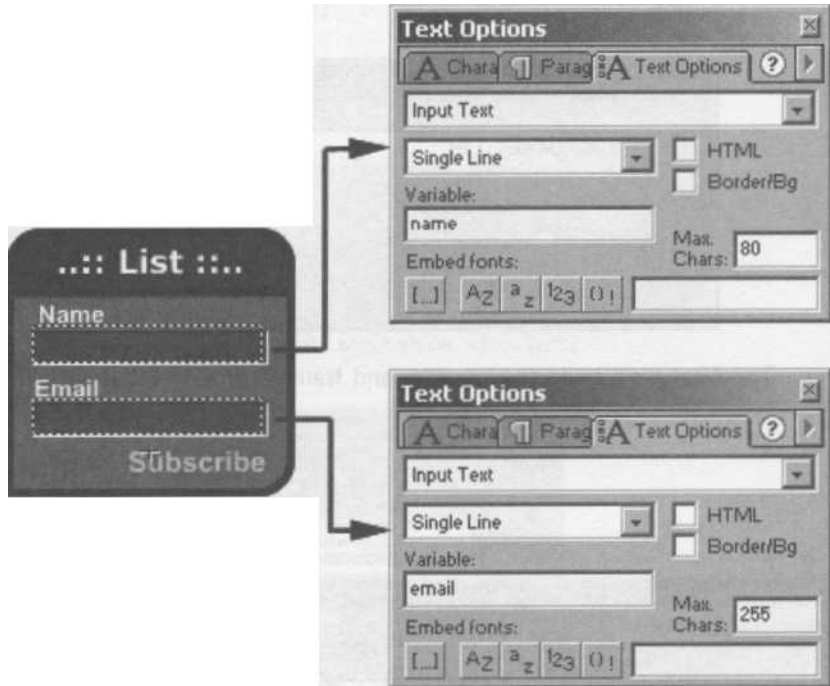 Text Options
A Chara Parag A Text Options ?
Input Text
Single Line
HTML
Border/Bg
Variable:
name
Max. Chars: 80
Embed fonts:
[...] AZ az 123 ()!
..:: List ::..
Name
Email
Subscribe
Text Options
A Chara Parag A Text Options ?
Input Text
Single Line
HTML
Border/Bg
Variable:
email
Max. Chars: 255
Embed fonts:
[...] AZ az 123 ()!